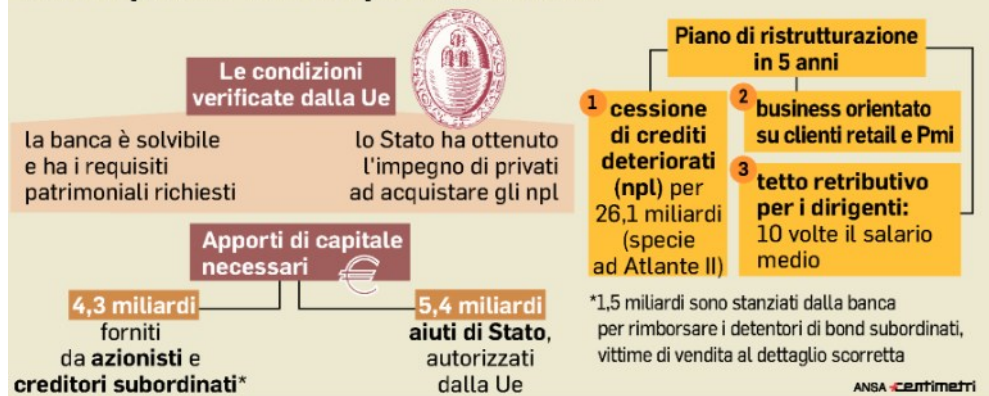 Le condizioni
verificate dalla Ue
la banca è solvibile
e ha i requisiti
patrimoniali richiesti
lo Stato ha ottenuto
l'impegno di privati
ad acquistare gli npl
Apporti di capitale
necessari
4,3 miliardi
forniti
da azionisti e
creditori subordinati*
5,4 miliardi
aiuti di Stato,
autorizzati
dalla Ue
Piano di ristrutturazione
in 5 anni
1
cessione
di crediti
deteriorati
(npl) per
26,1 miliardi
(specie
ad Atlante II)
2
business orientato
su clienti retail e Pmi
3
tetto retributivo
per i dirigenti:
10 volte il salario
medio
*1,5 miliardi sono stanziati dalla banca
per rimborsare i detentori di bond subordinati,
vittime di vendita al dettaglio scorretta
ANSA centimetri